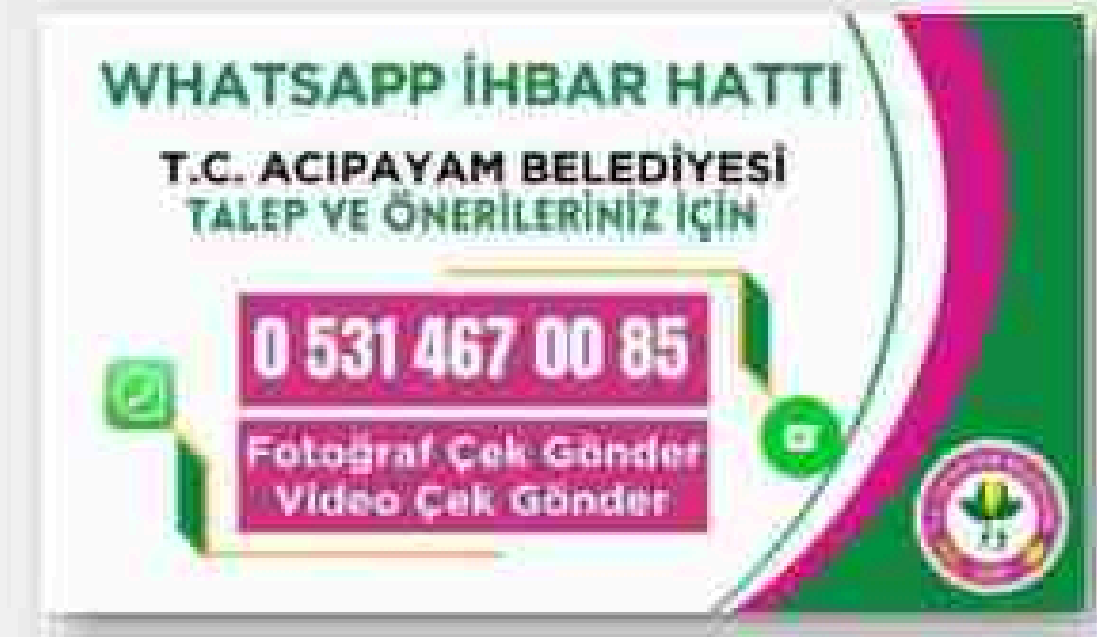 WHATSAPP İHBAR HATTI
T.C. ACIPAYAM BELEDİYESİ
TALEP VE ÖNERİLERİNİZ İÇİN
0 531 467 00 85
Fotoğraf Çek Gönder
Video Çek Gönder